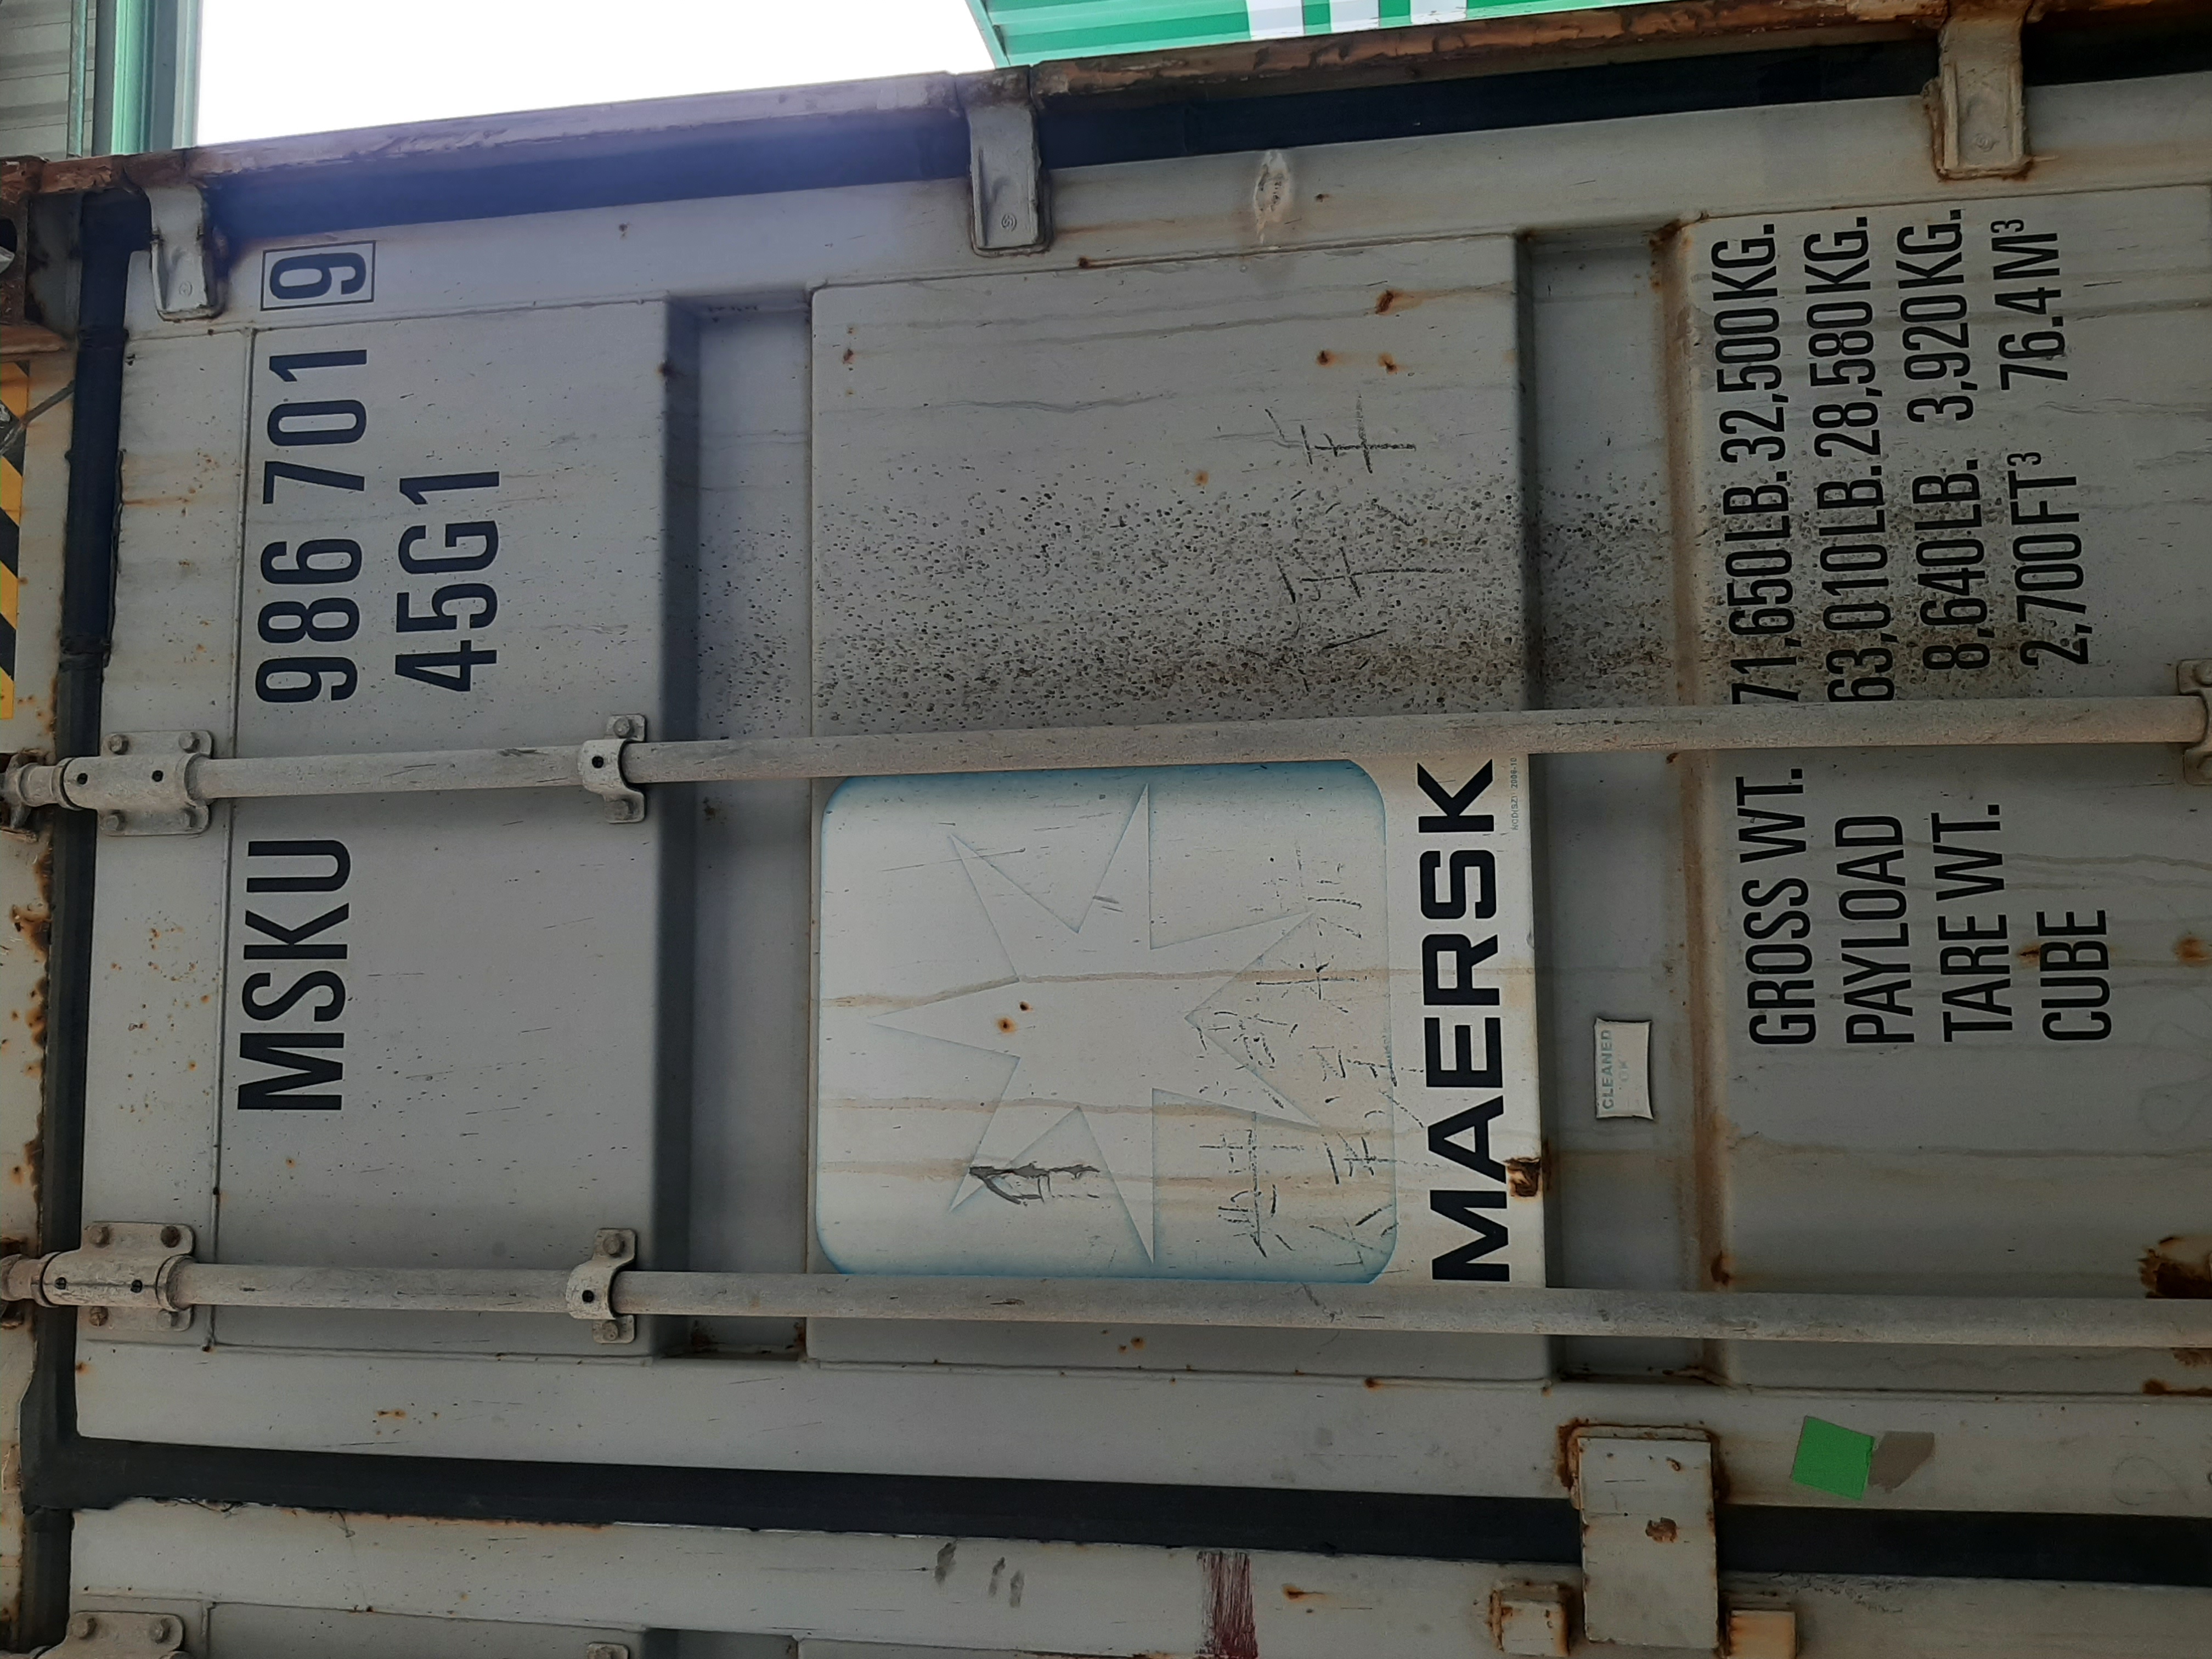 MSKU 986 701 9
45G1
MAERSK
CLEANED
OK
GROSS WT. 71,650LB. 32,500KG.
PAYLOAD 63,010LB. 28,580KG.
TARE WT. 8,640LB. 3,920KG.
CUBE 2,700FT³ 76.4M³